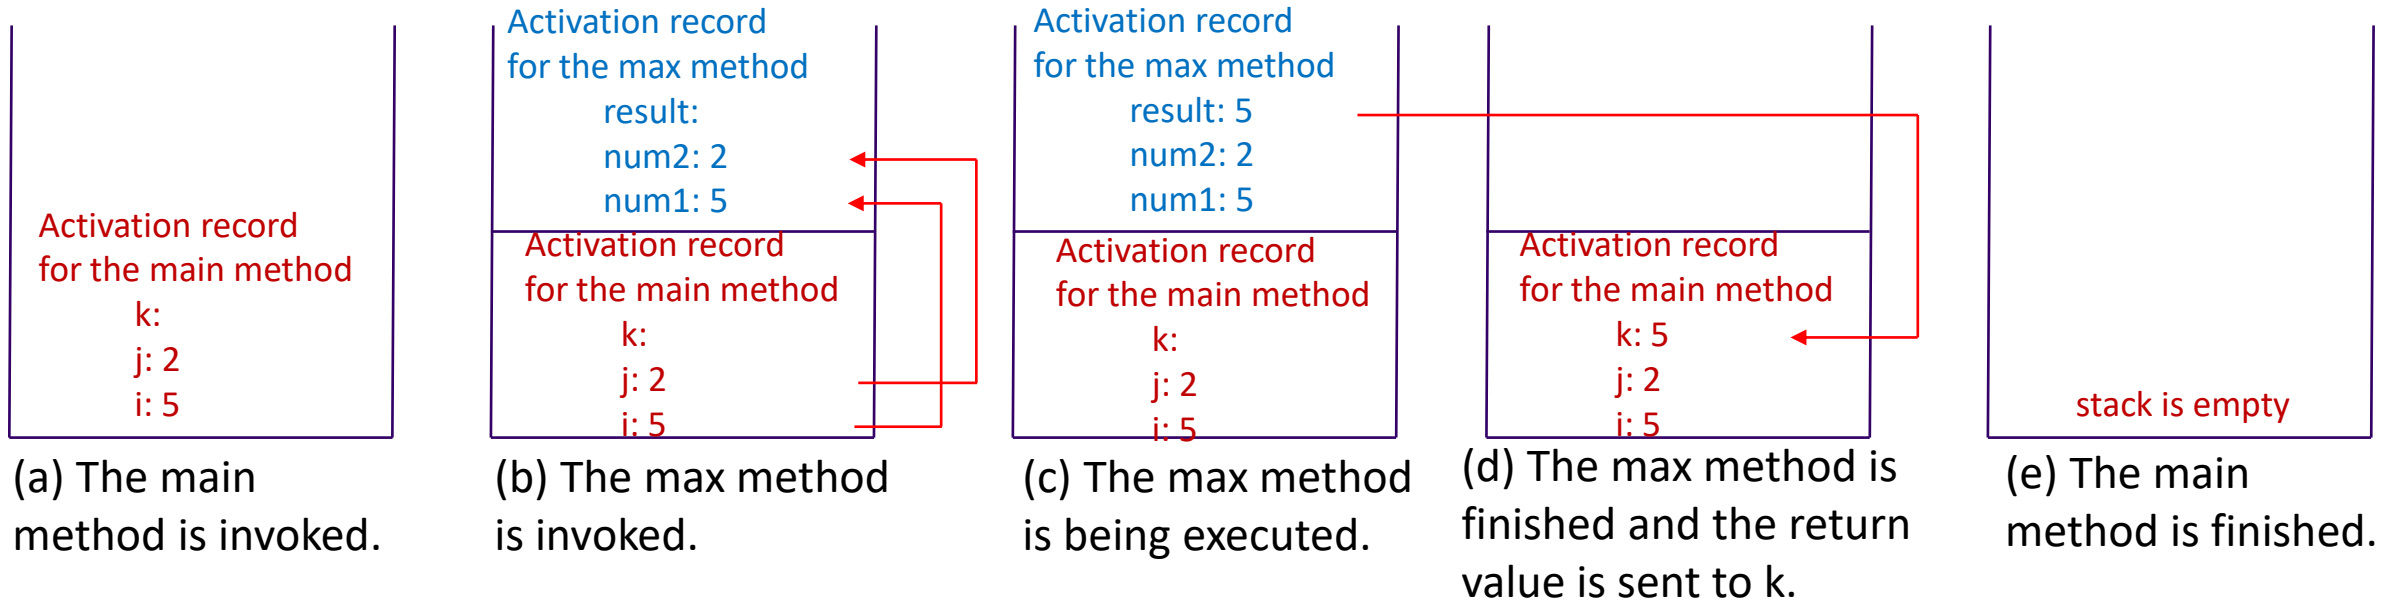 Activation record
for the main method
k:
j: 2
i: 5
(a) The main
method is invoked.
Activation record
for the max method
result:
num2: 2
num1: 5
Activation record
for the main method
k:
j: 2
i: 5
(b) The max method
is invoked.
Activation record
for the max method
result: 5
num2: 2
num1: 5
Activation record
for the main method
k:
j: 2
i: 5
(c) The max method
is being executed.
Activation record
for the main method
k: 5
j: 2
i: 5
(d) The max method is
finished and the return
value is sent to k.
stack is empty
(e) The main
method is finished.